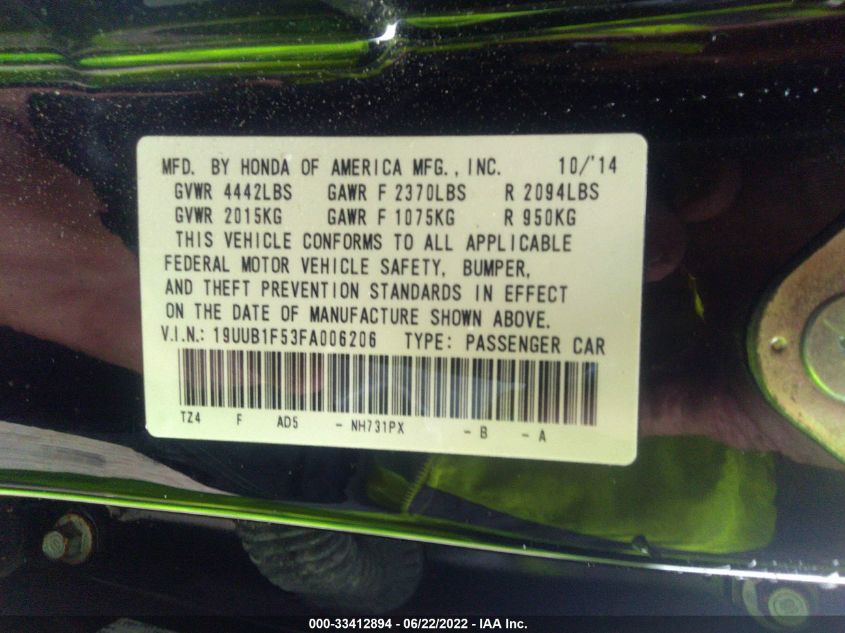 MFD. BY HONDA OF AMERICA MFG., INC. 10/'14
GVWR 4442LBS GAWR F 2370LBS R 2094LBS
GVWR 2015KG GAWR F 1075KG R 950KG
THIS VEHICLE CONFORMS TO ALL APPLICABLE
FEDERAL MOTOR VEHICLE SAFETY, BUMPER,
AND THEFT PREVENTION STANDARDS IN EFFECT
ON THE DATE OF MANUFACTURE SHOWN ABOVE.
V.I.N.: 19UUB1F53FA006206 TYPE: PASSENGER CAR
TZ4 F AD5 - NH731PX - B - A
000-33412894 - 06/22/2022 - IAA Inc.